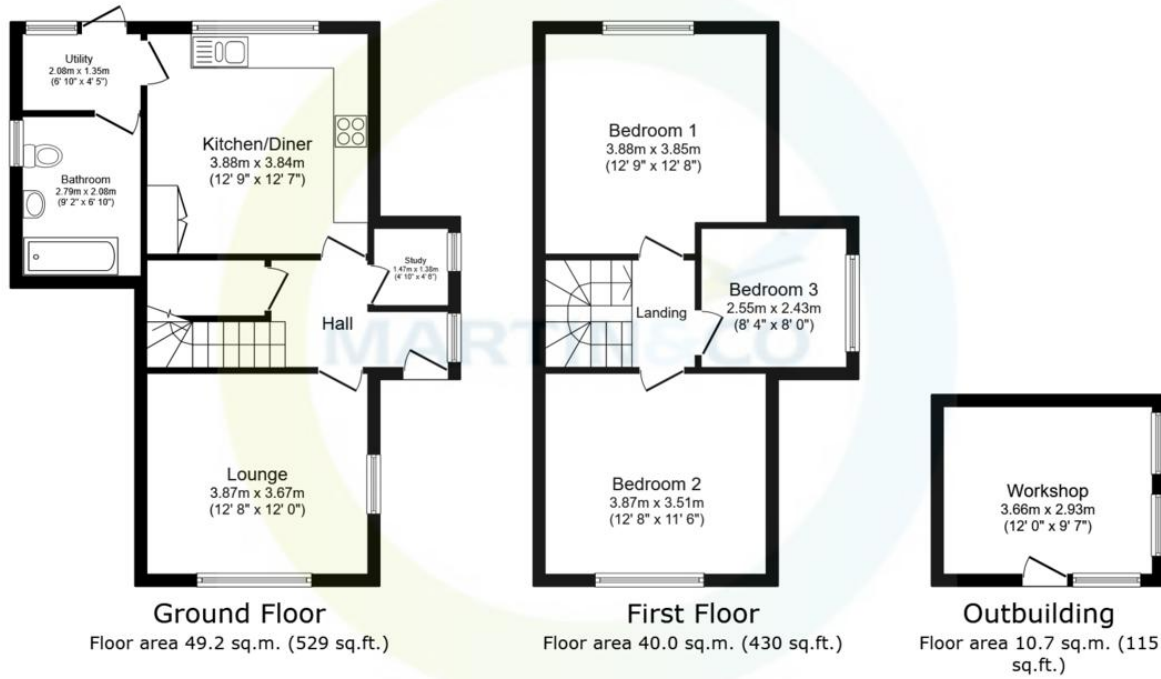 Utility
2.08m x 1.35m
(6' 10" x 4' 5")
Kitchen/Diner
3.88m x 3.84m
(12' 9" x 12' 7")
Bathroom
2.79m x 2.08m
(9' 2" x 6' 10")
Study
1.47m x 1.38m
(4' 10" x 4' 6")
Hall
Lounge
3.87m x 3.67m
(12' 8" x 12' 0")
Ground Floor
Floor area 49.2 sq.m. (529 sq.ft.)
Bedroom 1
3.88m x 3.85m
(12' 9" x 12' 8")
Bedroom 3
2.55m x 2.43m
(8' 4" x 8' 0")
Landing
Bedroom 2
3.87m x 3.51m
(12' 8" x 11' 6")
First Floor
Floor area 40.0 sq.m. (430 sq.ft.)
Workshop
3.66m x 2.93m
(12' 0" x 9' 7")
Outbuilding
Floor area 10.7 sq.m. (115
sq.ft.)
MARTIN&CO